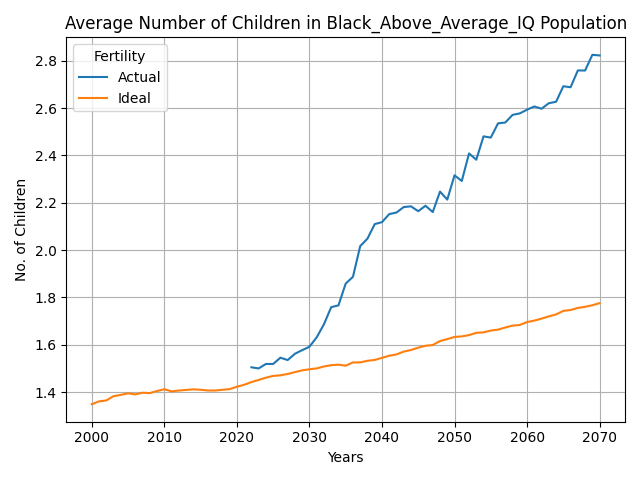 Average Number of Children in Black_Above_Average_IQ Population
Fertility
Actual
Ideal
No. of Children
2.8
2.6
2.4
2.2
2.0
1.8
1.6
1.4
2000 2010 2020 2030 2040 2050 2060 2070
Years